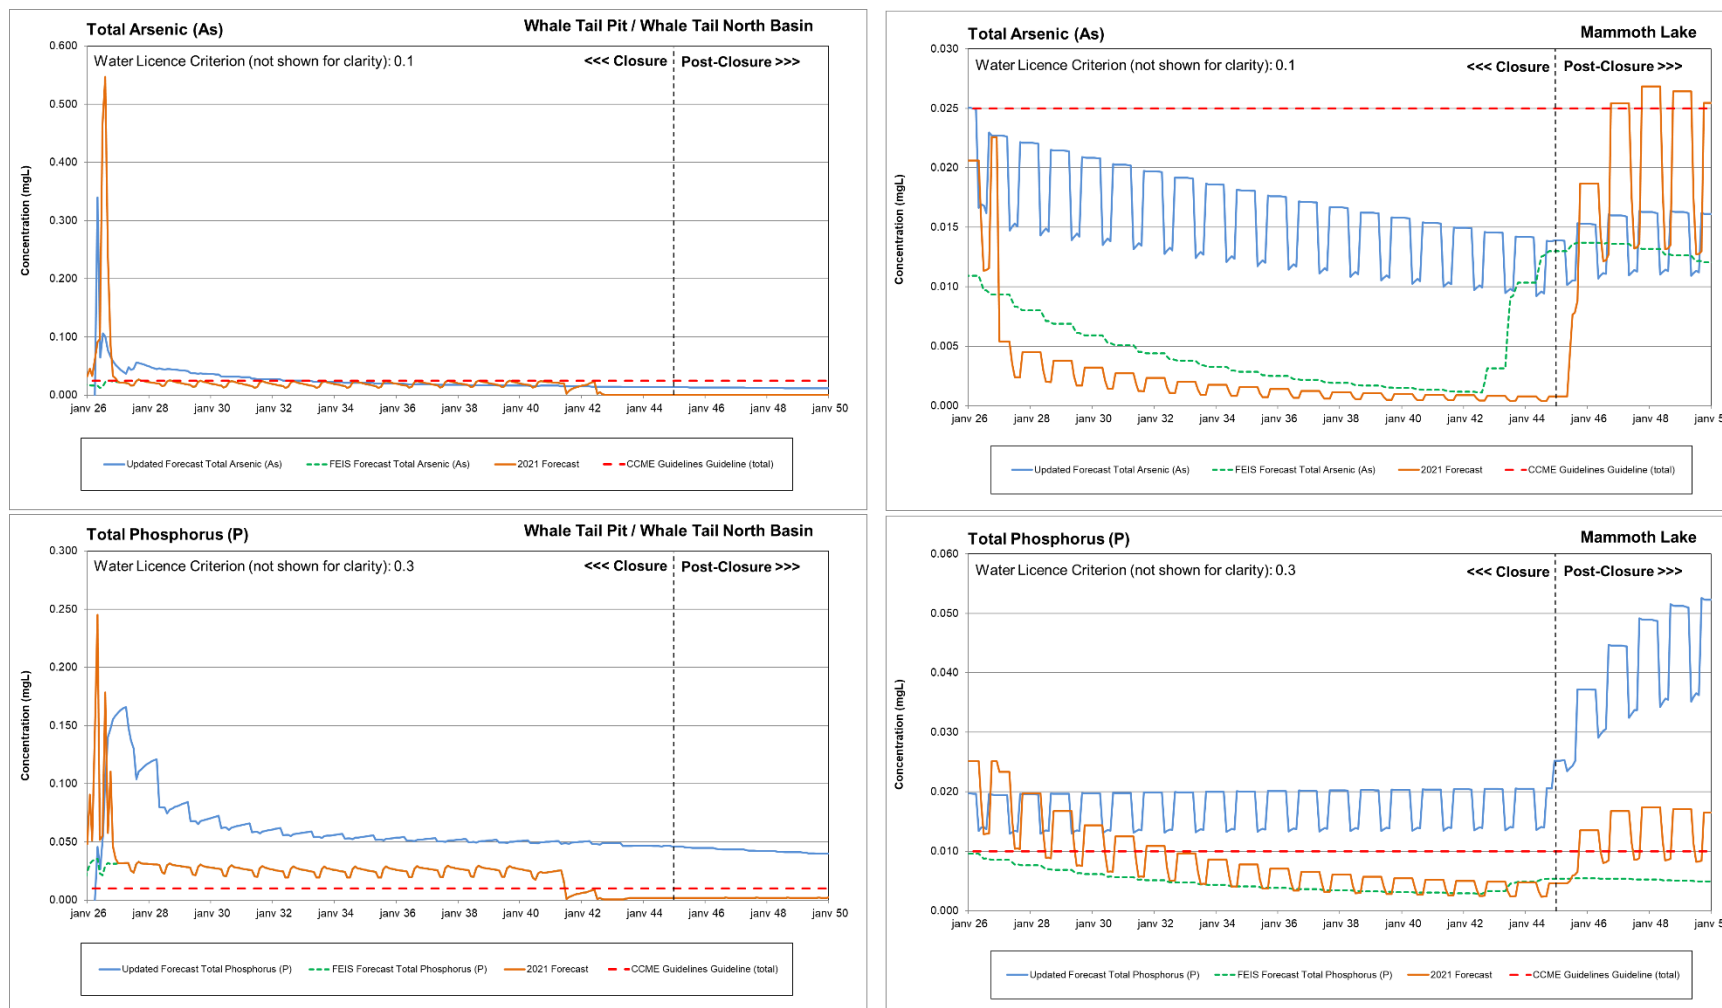 Total Arsenic (As) Whale Tail Pit / Whale Tail North Basin
Water Licence Criterion (not shown for clarity): 0.1 <<< Closure Post-Closure >>>
Concentration (mgL)
0.600
0.500
0.400
0.300
0.200
0.100
0.000
janv 26 janv 28 janv 30 janv 32 janv 34 janv 36 janv 38 janv 40 janv 42 janv 44 janv 46 janv 48 janv 50
Updated Forecast Total Arsenic (As) FEIS Forecast Total Arsenic (As) 2021 Forecast CCME Guidelines Guideline (total)
Total Arsenic (As) Mammoth Lake
Water Licence Criterion (not shown for clarity): 0.1 <<< Closure Post-Closure >>>
Concentration (mgL)
0.030
0.025
0.020
0.015
0.010
0.005
0.000
janv 26 janv 28 janv 30 janv 32 janv 34 janv 36 janv 38 janv 40 janv 42 janv 44 janv 46 janv 48 janv 5
Updated Forecast Total Arsenic (As) FEIS Forecast Total Arsenic (As) 2021 Forecast CCME Guidelines Guideline (total)
Total Phosphorus (P) Whale Tail Pit / Whale Tail North Basin
Water Licence Criterion (not shown for clarity): 0.3 <<< Closure Post-Closure >>>
Concentration (mgL)
0.300
0.250
0.200
0.150
0.100
0.050
0.000
janv 26 janv 28 janv 30 janv 32 janv 34 janv 36 janv 38 janv 40 janv 42 janv 44 janv 46 janv 48 janv 50
Updated Forecast Total Phosphorus (P) FEIS Forecast Total Phosphorus (P) 2021 Forecast CCME Guidelines Guideline (total)
Total Phosphorus (P) Mammoth Lake
Water Licence Criterion (not shown for clarity): 0.3 <<< Closure Post-Closure >>>
Concentration (mgL)
0.060
0.050
0.040
0.030
0.020
0.010
0.000
janv 26 janv 28 janv 30 janv 32 janv 34 janv 36 janv 38 janv 40 janv 42 janv 44 janv 46 janv 48 janv 5
Updated Forecast Total Phosphorus (P) FEIS Forecast Total Phosphorus (P) 2021 Forecast CCME Guidelines Guideline (total)